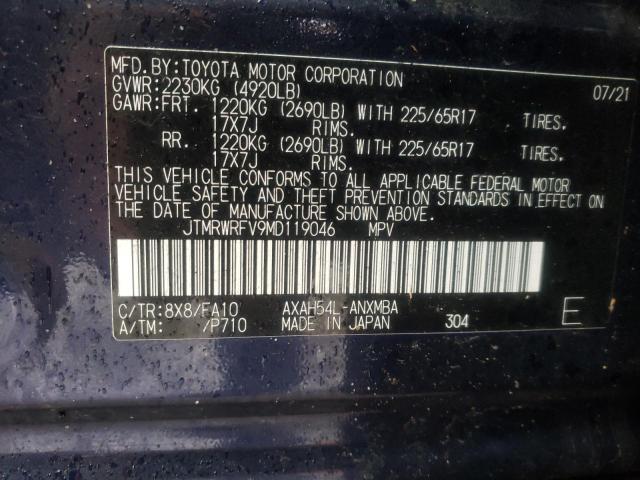 MFD.BY:TOYOTA MOTOR CORPORATION 07/21
GVWR:2230KG (4920LB)
GAWR:FRT. 1220KG (2690LB) WITH 225/65R17 TIRES,
17X7J RIMS.
RR. 1220KG (2690LB) WITH 225/65R17 TIRES,
17X7J RIMS.
THIS VEHICLE CONFORMS TO ALL APPLICABLE FEDERAL MOTOR
VEHICLE SAFETY AND THEFT PREVENTION STANDARDS IN EFFECT ON
THE DATE OF MANUFACTURE SHOWN ABOVE.
JTMRWRFV9MD119046 MPV
C/TR:8X8/FA10 AXAH54L-ANXMBA
A/TM: /P710 MADE IN JAPAN 304 E